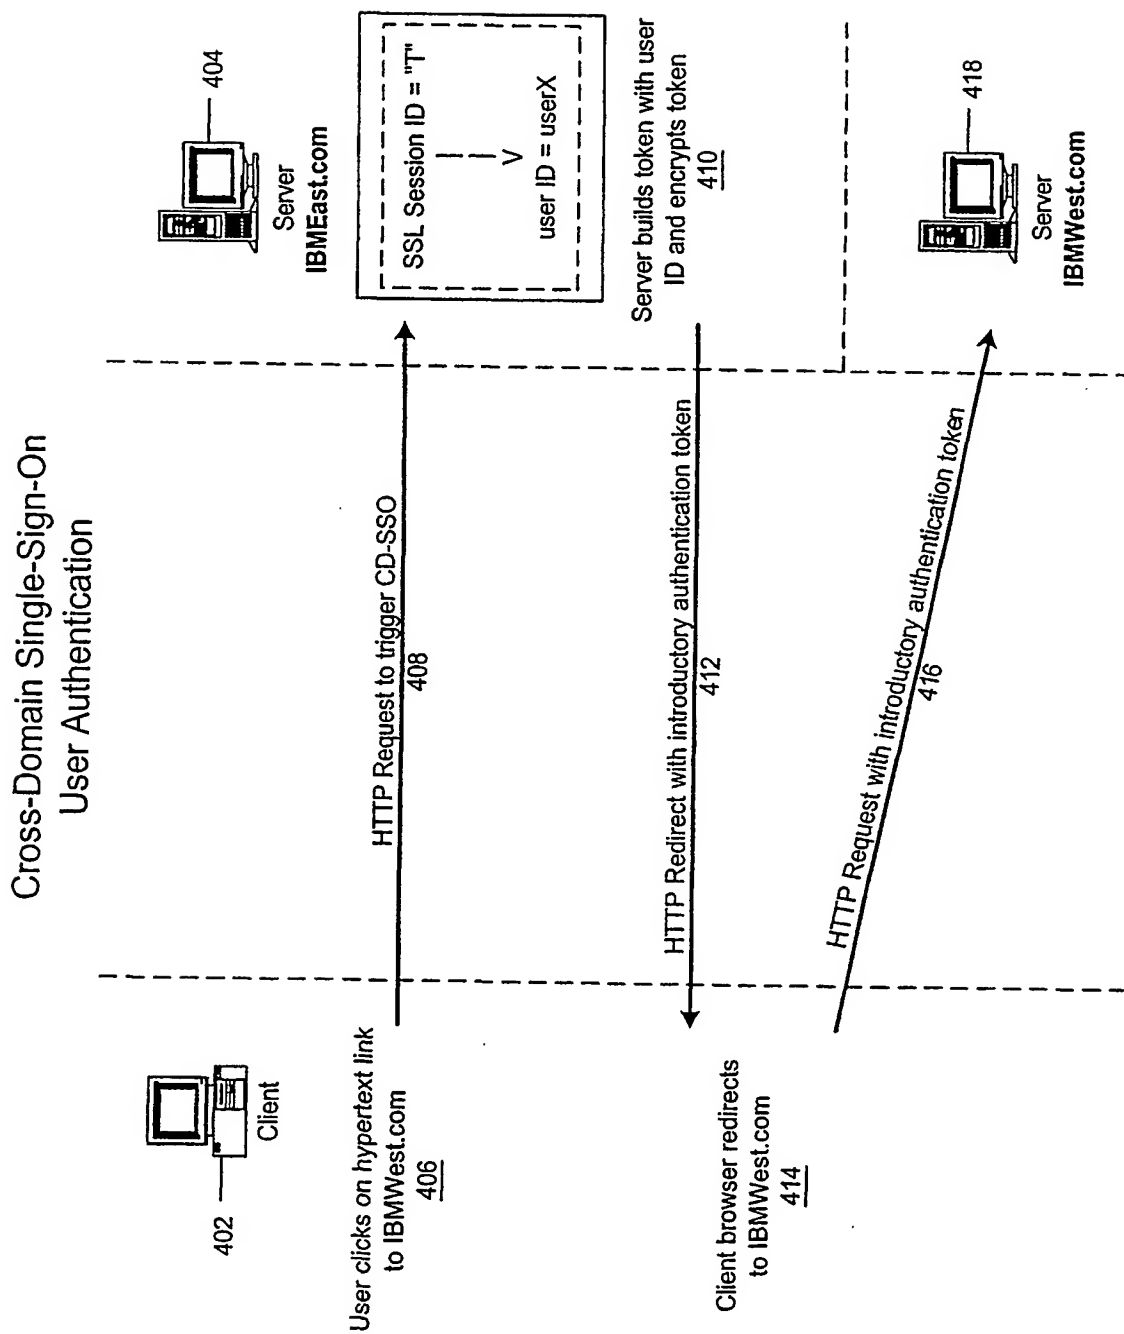 Cross-Domain Single-Sign-On
User Authentication
402
Client
404
Server
IBMEast.com
User clicks on hypertext link
to IBMWest.com
406
HTTP Request to trigger CD-SSO
408
SSL Session ID = "T"
V
user ID = userX
Server builds token with user
ID and encrypts token
410
HTTP Redirect with introductory authentication token
412
Client browser redirects
to IBMWest.com
414
HTTP Request with introductory authentication token
416
418
Server
IBMWest.com